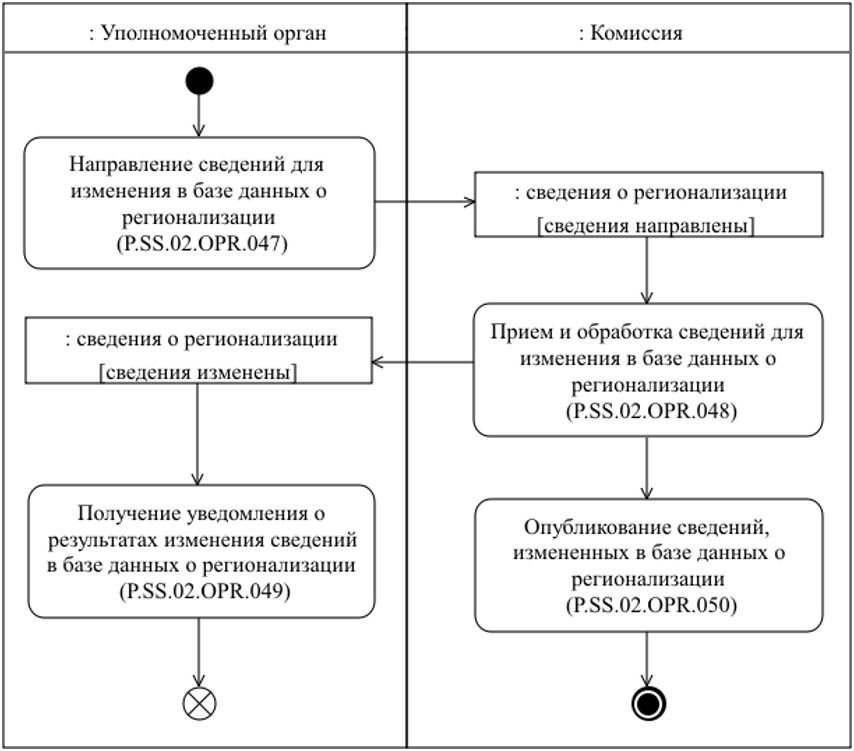 : Уполномоченный орган
: Комиссия
Направление сведений для
изменения в базе данных о
регионализации
(P.SS.02.OPR.047)
: сведения о регионализации
[сведения направлены]
: сведения о регионализации
[сведения изменены]
Прием и обработка сведений для
изменения в базе данных о
регионализации
(P.SS.02.OPR.048)
Получение уведомления о
результатах изменения сведений
в базе данных о регионализации
(P.SS.02.OPR.049)
Опубликование сведений,
измененных в базе данных о
регионализации
(P.SS.02.OPR.050)